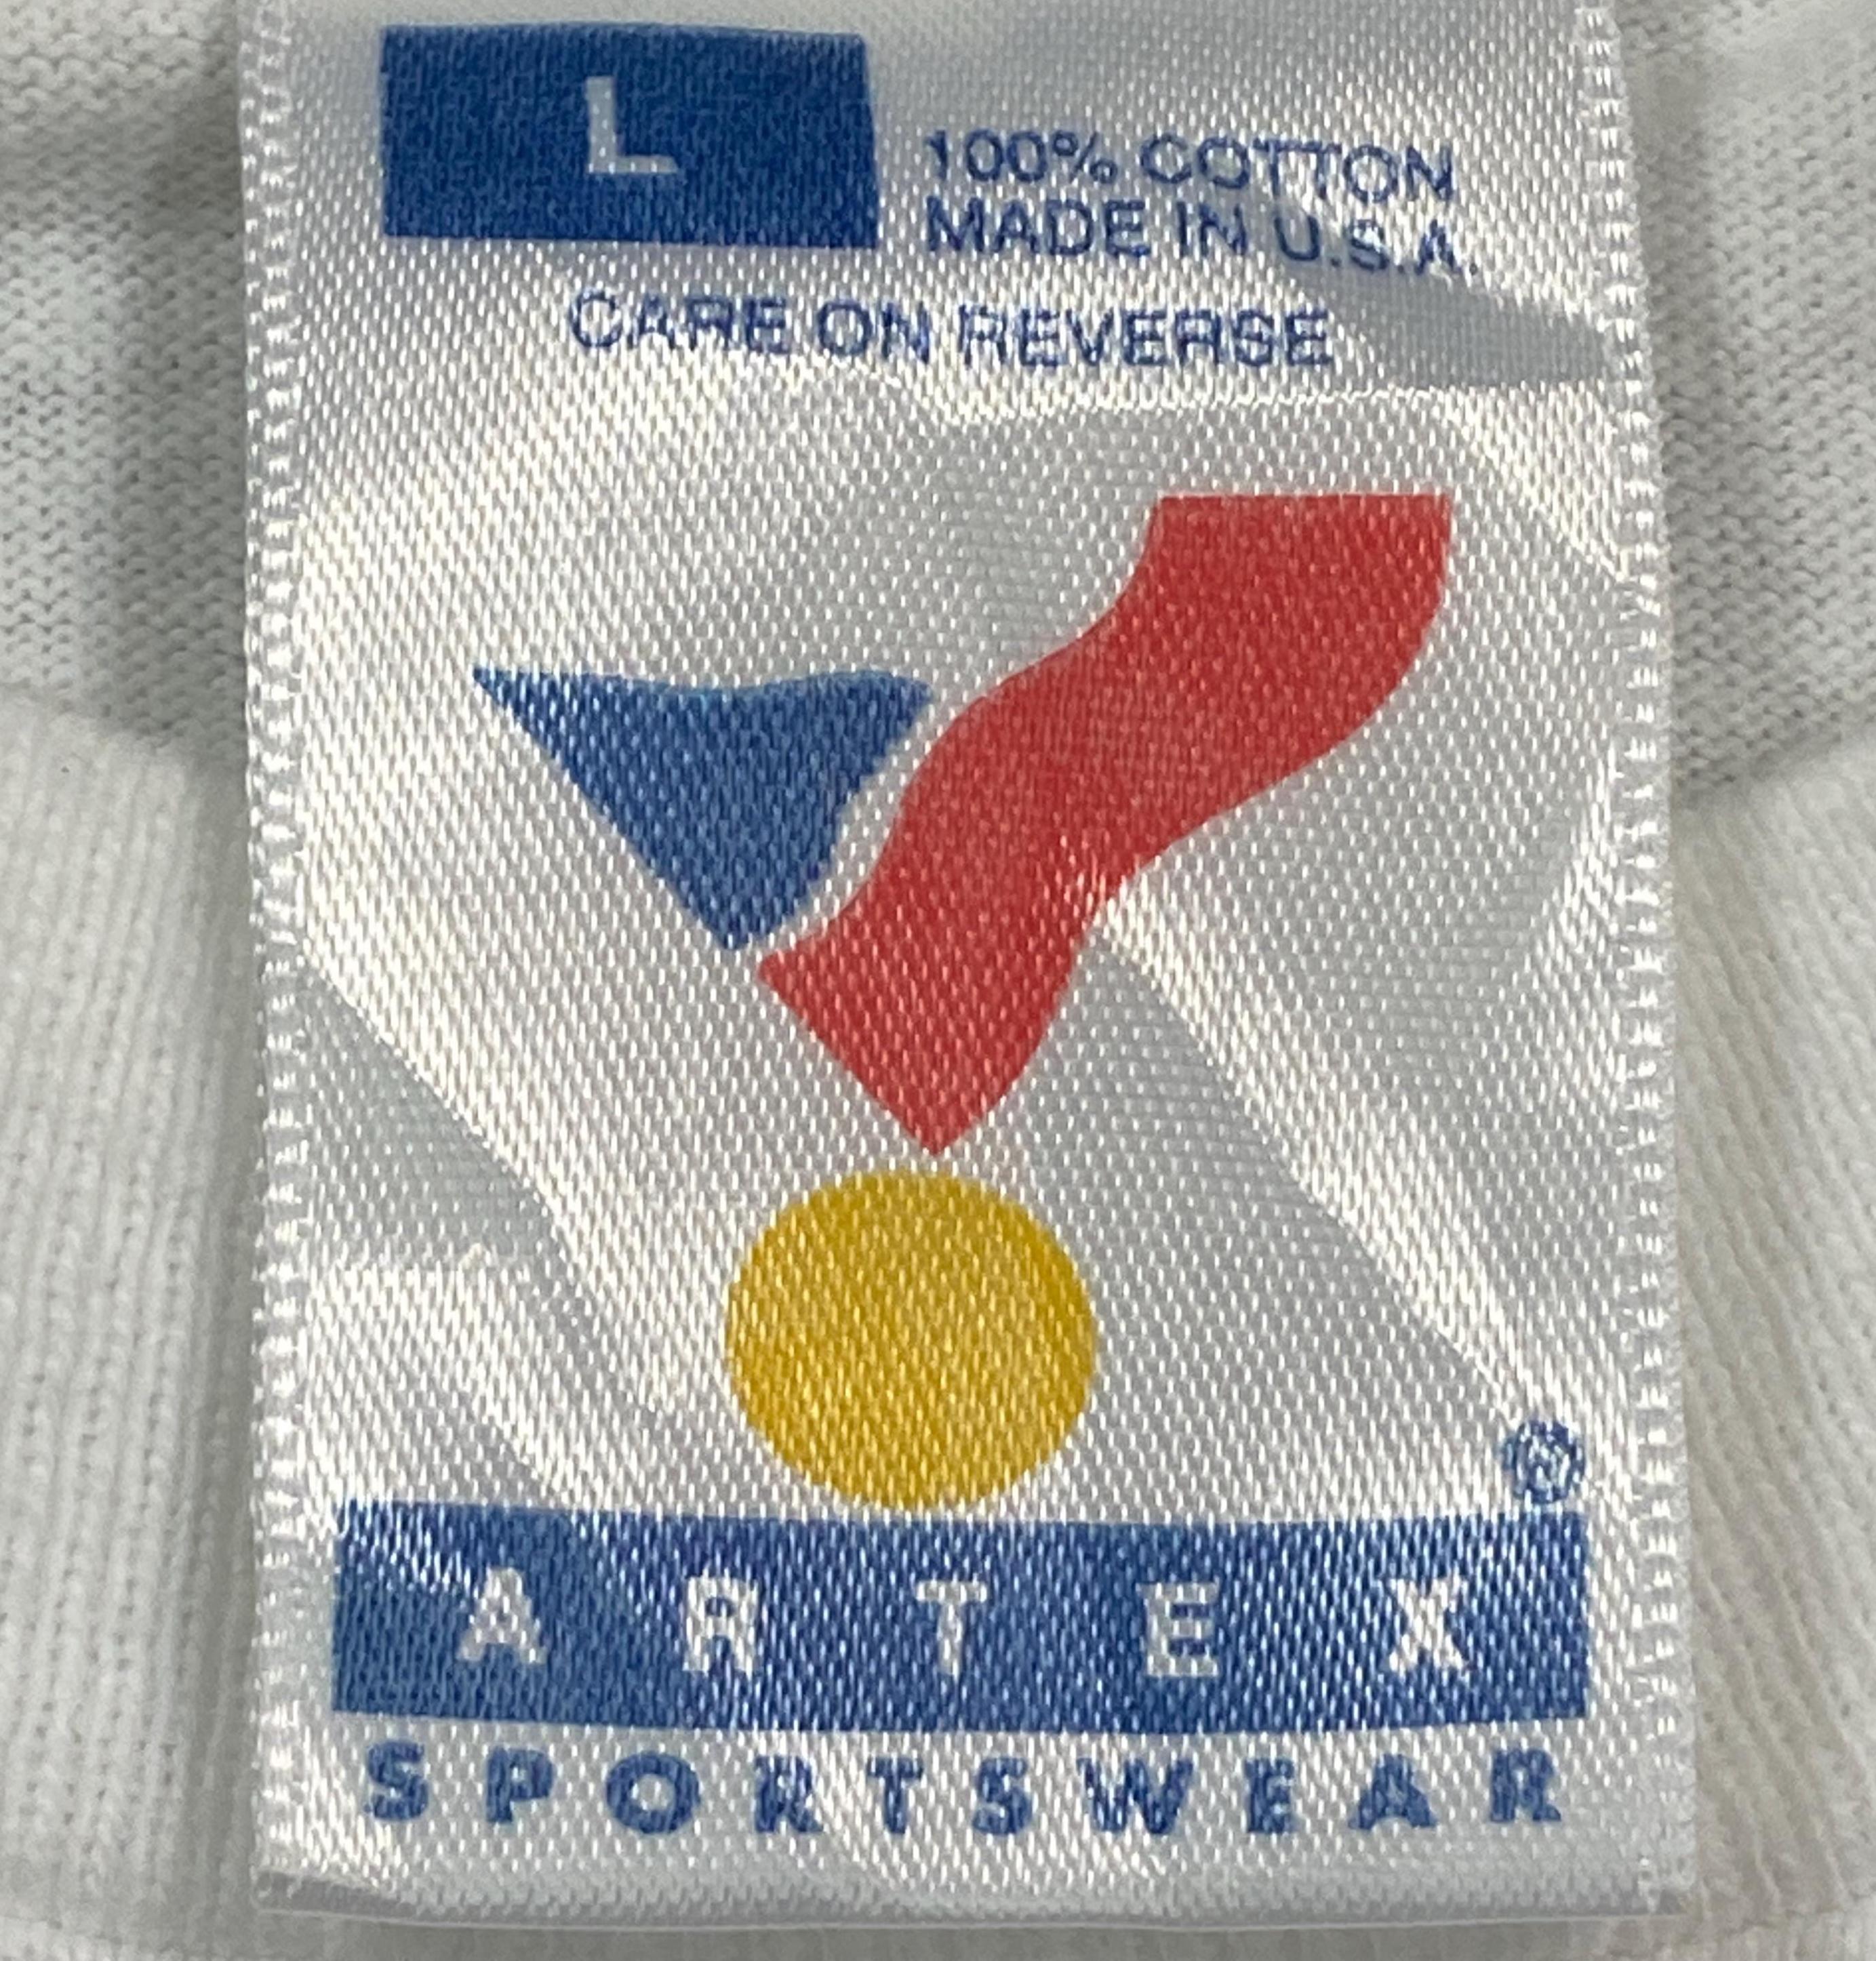 L
100% COTTON
MADE IN U.S.A.
CARE ON REVERSE
®
ARTEX
SPORTSWEAR